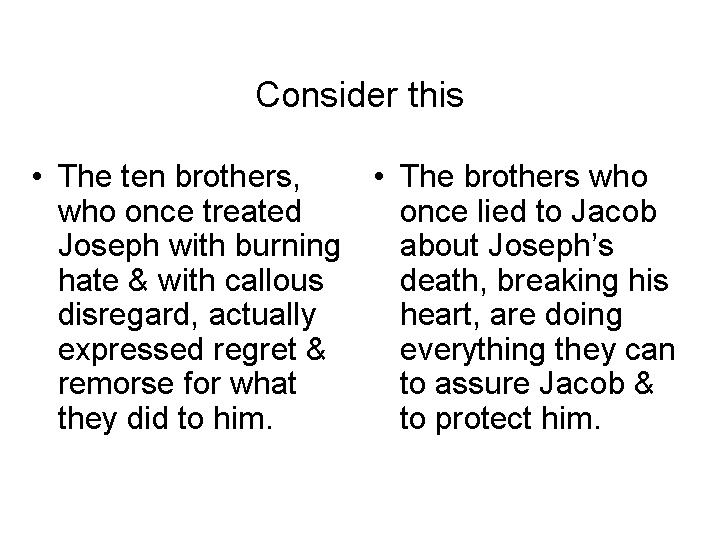 Consider this
• The ten brothers,
who once treated
Joseph with burning
hate & with callous
disregard, actually
expressed regret &
remorse for what
they did to him.
• The brothers who
once lied to Jacob
about Joseph’s
death, breaking his
heart, are doing
everything they can
to assure Jacob &
to protect him.